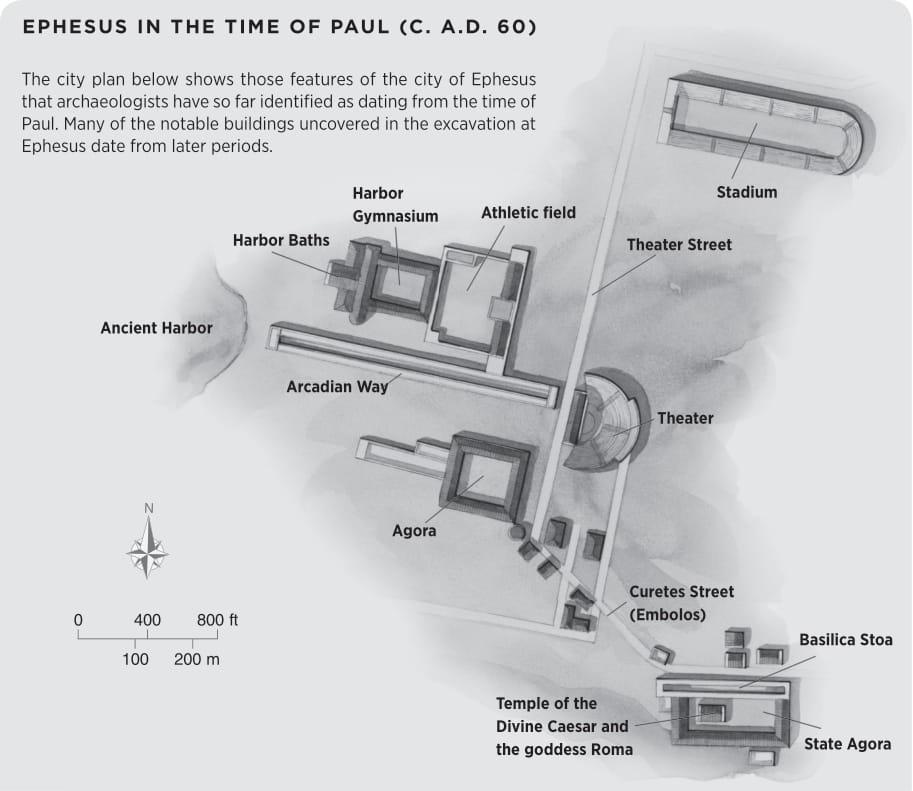 EPHESUS IN THE TIME OF PAUL (C. A.D. 60)
The city plan below shows those features of the city of Ephesus
that archaeologists have so far identified as dating from the time of
Paul. Many of the notable buildings uncovered in the excavation at
Ephesus date from later periods.
Stadium
Harbor
Gymnasium
Athletic field
Harbor Baths
Theater Street
Ancient Harbor
Arcadian Way
Theater
Agora
N
Curetes Street
(Embolos)
0 400 800 ft
100 200 m
Basilica Stoa
Temple of the
Divine Caesar and
the goddess Roma
State Agora